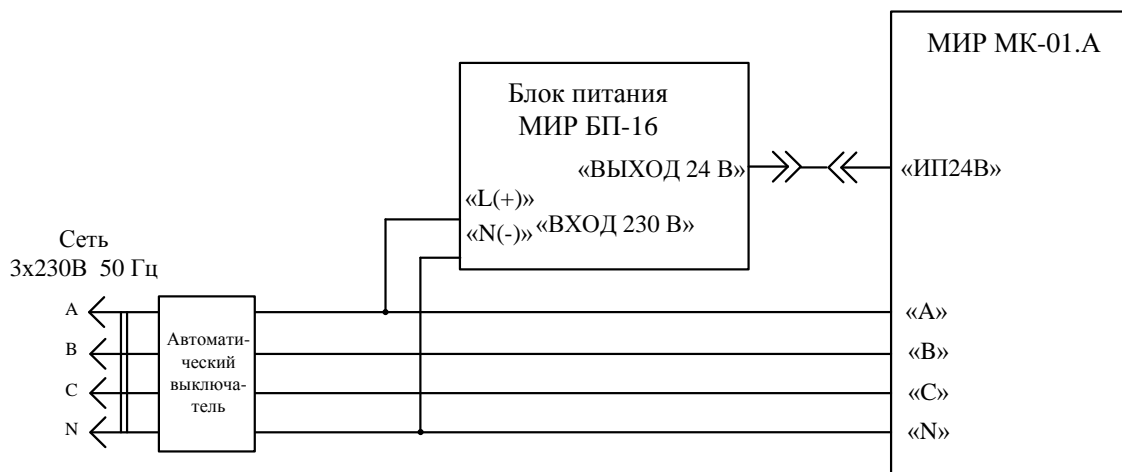 МИР МК-01.А
Блок питания
МИР БП-16
«ВЫХОД 24 В»
«ИП24В»
«L(+)»
«N(-)»
«ВХОД 230 В»
Сеть
3х230В 50 Гц
А
В
С
N
Автомати-
ческий
выключа-
тель
«А»
«В»
«С»
«N»